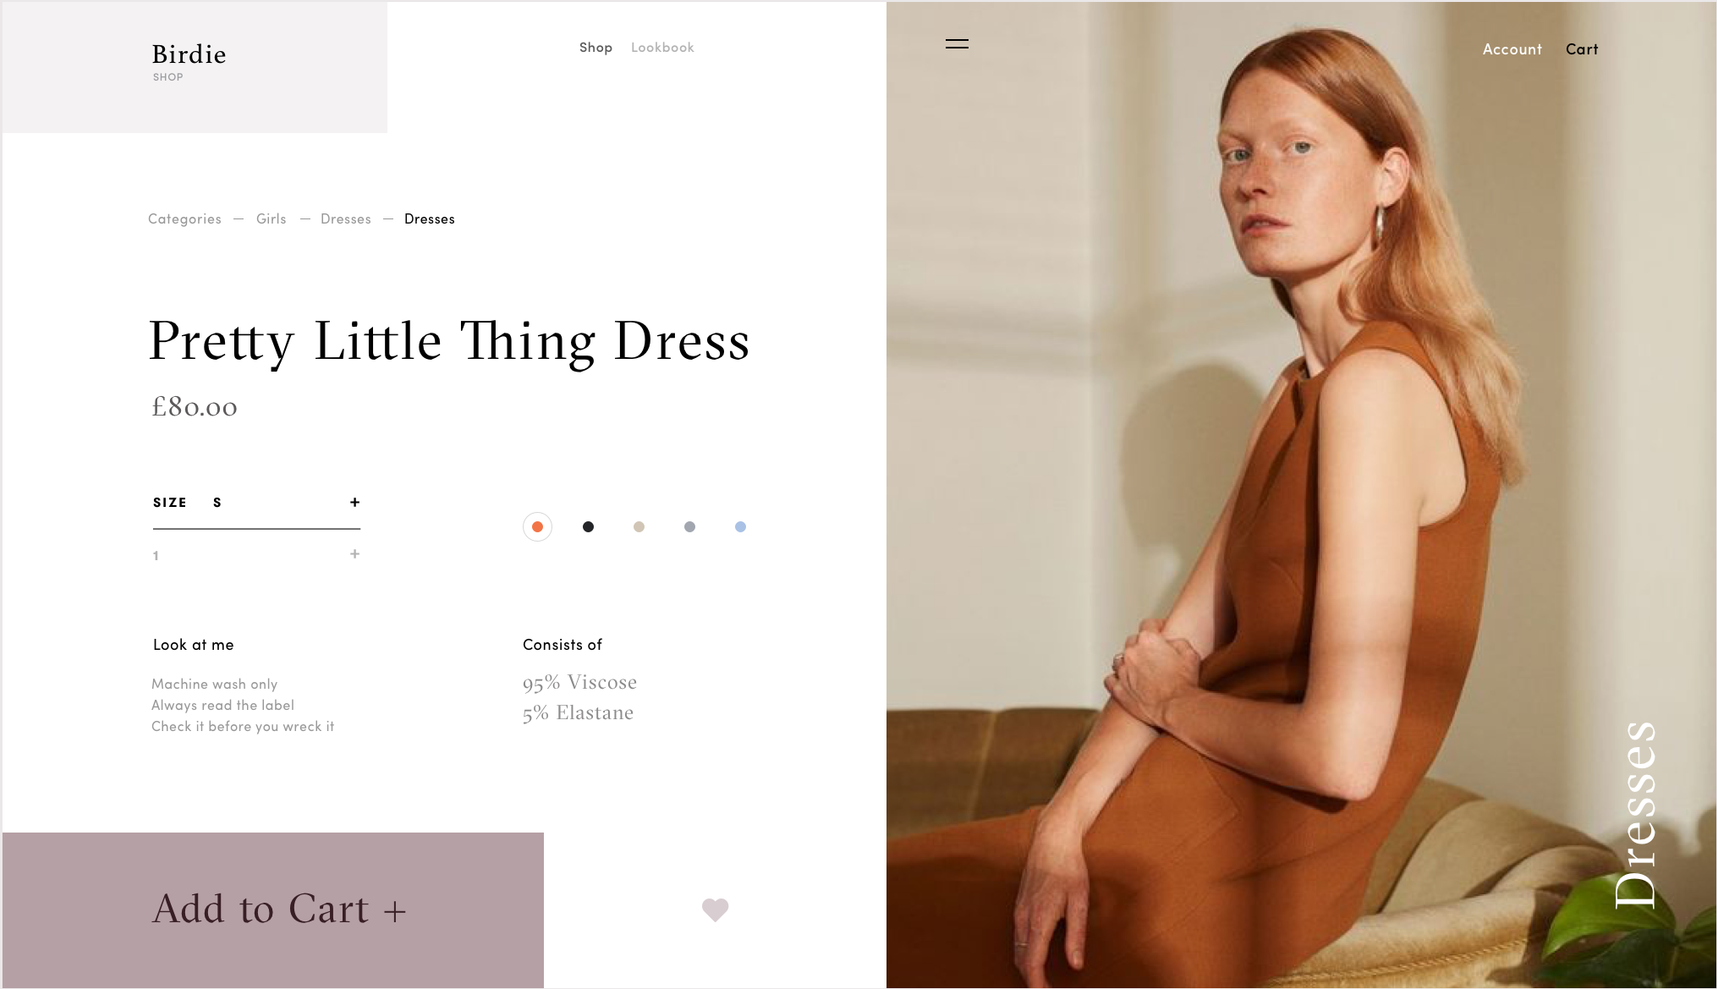 Birdie
SHOP
Shop Lookbook
Account Cart
Categories — Girls — Dresses — Dresses
Pretty Little Thing Dress
£80.00
SIZE S +
1 +
Look at me
Machine wash only
Always read the label
Check it before you wreck it
Consists of
95% Viscose
5% Elastane
Add to Cart +
Dresses